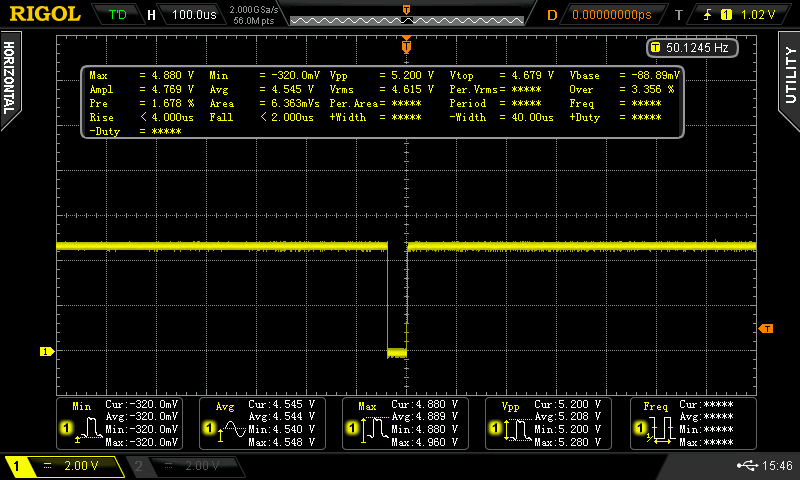 RIGOL T'D H 100.0us 2.000GSa/s 56.0M pts D 0.00000000ps T 1 1.02 V
HORIZONTAL
UTILITY
T
T 50.1245 Hz
Max = 4.880 V Min = -320.0mV Vpp = 5.200 V Vtop = 4.679 V Vbase = -88.89mV
Ampl = 4.769 V Avg = 4.545 V Vrms = 4.615 V Per.Vrms= ***** Over = 3.356 %
Pre = 1.678 % Area = 6.363mVs Per.Area= ***** Period = ***** Freq = *****
Rise < 4.000us Fall < 2.000us +Width = ***** -Width = 40.00us +Duty = *****
-Duty = *****
T
1
Min Cur:-320.0mV Avg:-320.0mV Min:-320.0mV Max:-320.0mV
1
Avg Cur:4.545 V Avg:4.544 V Min:4.540 V Max:4.548 V
1
Max Cur:4.880 V Avg:4.889 V Min:4.880 V Max:4.960 V
1
Vpp Cur:5.200 V Avg:5.208 V Min:5.200 V Max:5.280 V
1
Freq Cur:***** Avg:***** Min:***** Max:*****
1
1 2.00 V 2 2.00 V 15:46